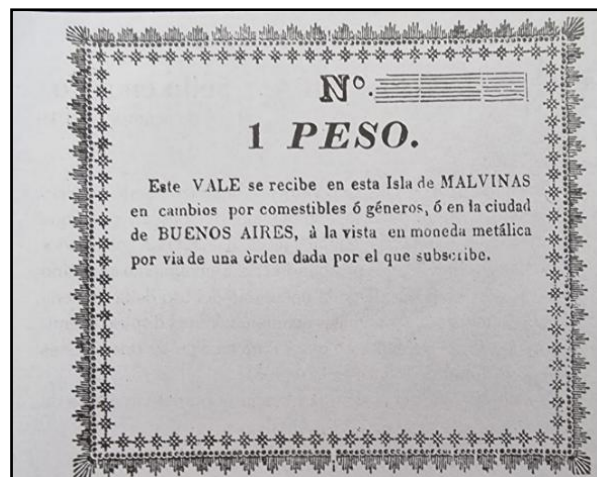 Nº.
1 PESO.
Este VALE se recibe en esta Isla de MALVINAS
en cambios por comestibles ó géneros, ó en la ciudad
de BUENOS AIRES, à la vista en moneda metálica
por via de una òrden dada por el que subscribe.